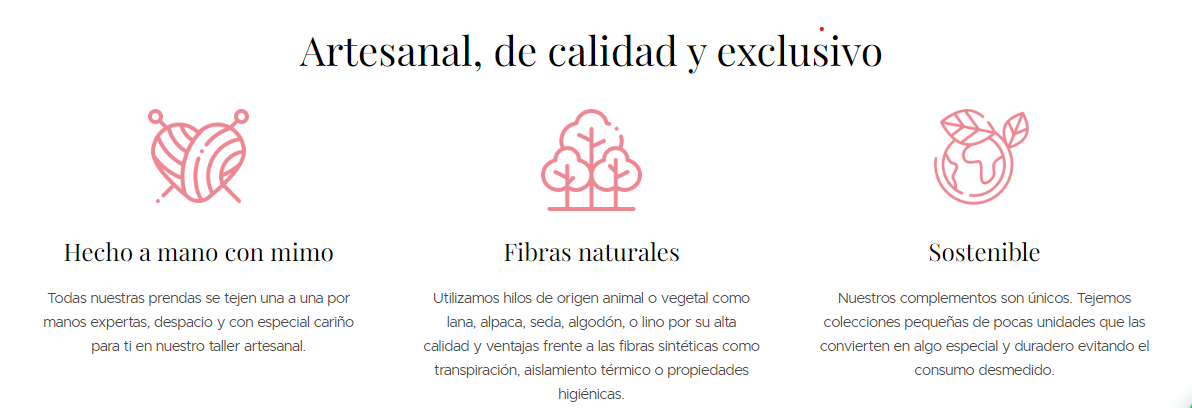 Artesanal, de calidad y exclusivo
Hecho a mano con mimo
Todas nuestras prendas se tejen una a una por
manos expertas, despacio y con especial cariño
para ti en nuestro taller artesanal.
Fibras naturales
Utilizamos hilos de origen animal o vegetal como
lana, alpaca, seda, algodón, o lino por su alta
calidad y ventajas frente a las fibras sintéticas como
transpiración, aislamiento térmico o propiedades
higiénicas.
Sostenible
Nuestros complementos son únicos. Tejemos
colecciones pequeñas de pocas unidades que las
convierten en algo especial y duradero evitando el
consumo desmedido.